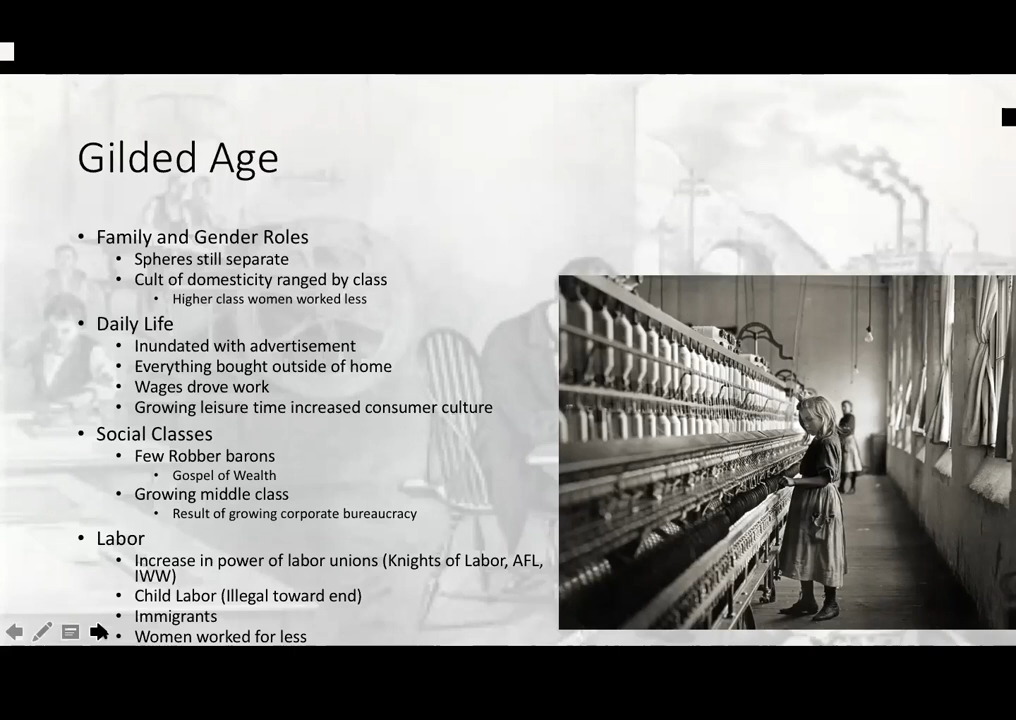 Gilded Age
• Family and Gender Roles
• Spheres still separate
• Cult of domesticity ranged by class
• Higher class women worked less
• Daily Life
• Inundated with advertisement
• Everything bought outside of home
• Wages drove work
• Growing leisure time increased consumer culture
• Social Classes
• Few Robber barons
• Gospel of Wealth
• Growing middle class
• Result of growing corporate bureaucracy
• Labor
• Increase in power of labor unions (Knights of Labor, AFL,
IWW)
• Child Labor (Illegal toward end)
• Immigrants
• Women worked for less